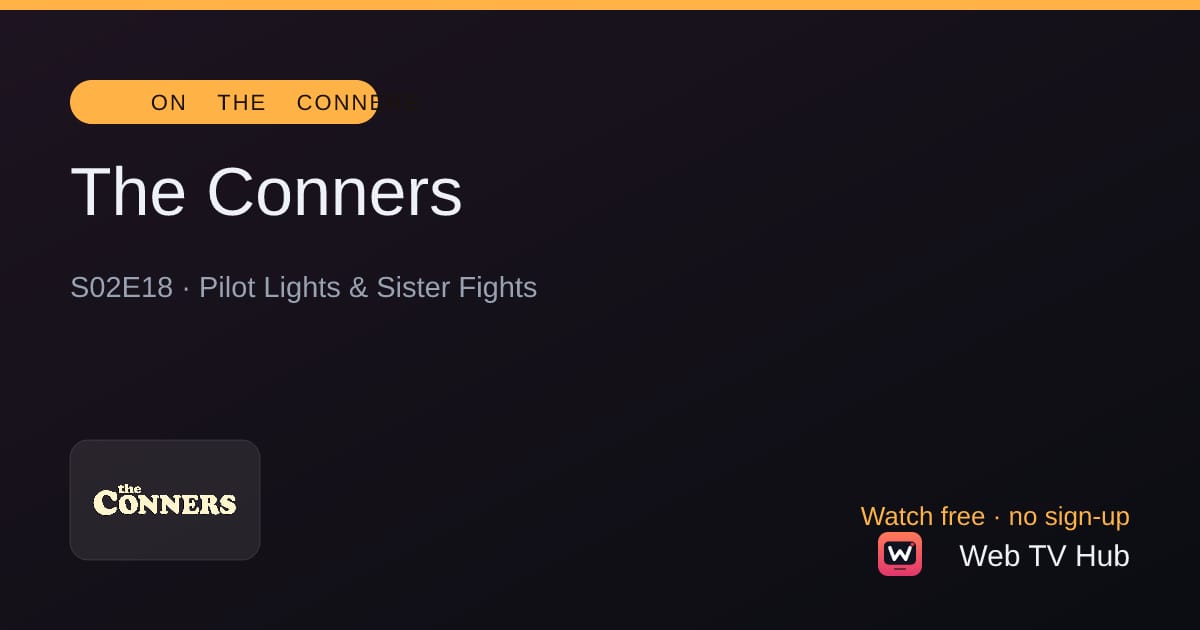 ON THE CONNE
The Conners
S02E18 · Pilot Lights & Sister Fights
the
CONNERS
Watch free · no sign-up
W
Web TV Hub